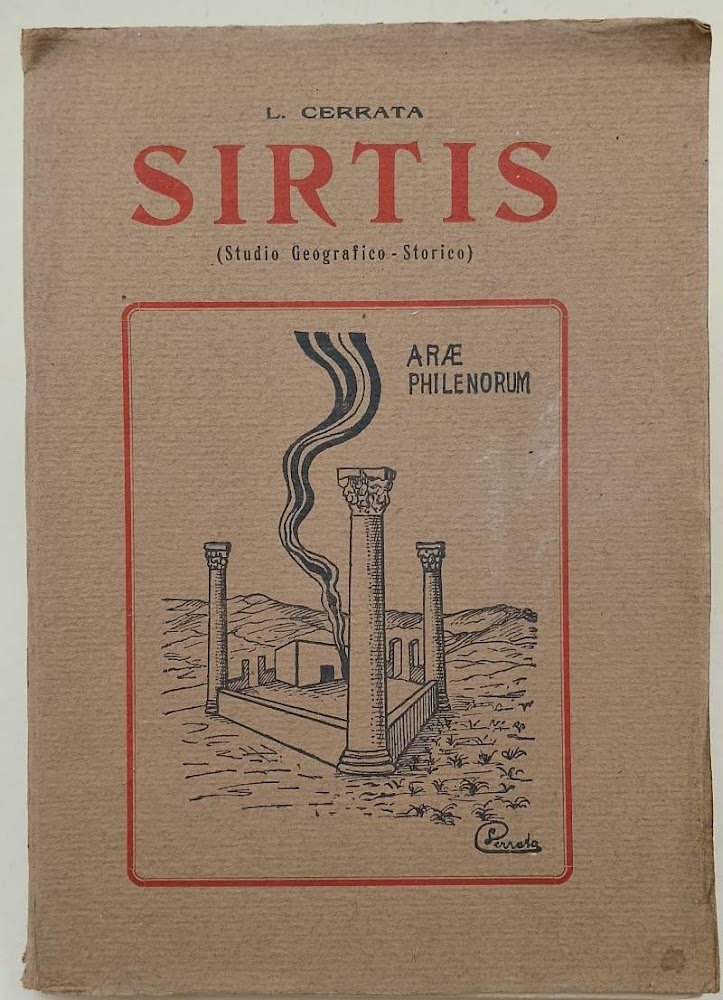 L. CERRATA
SIRTIS
(Studio Geografico - Storico)
ARÆ
PHILENORUM
Cerrata